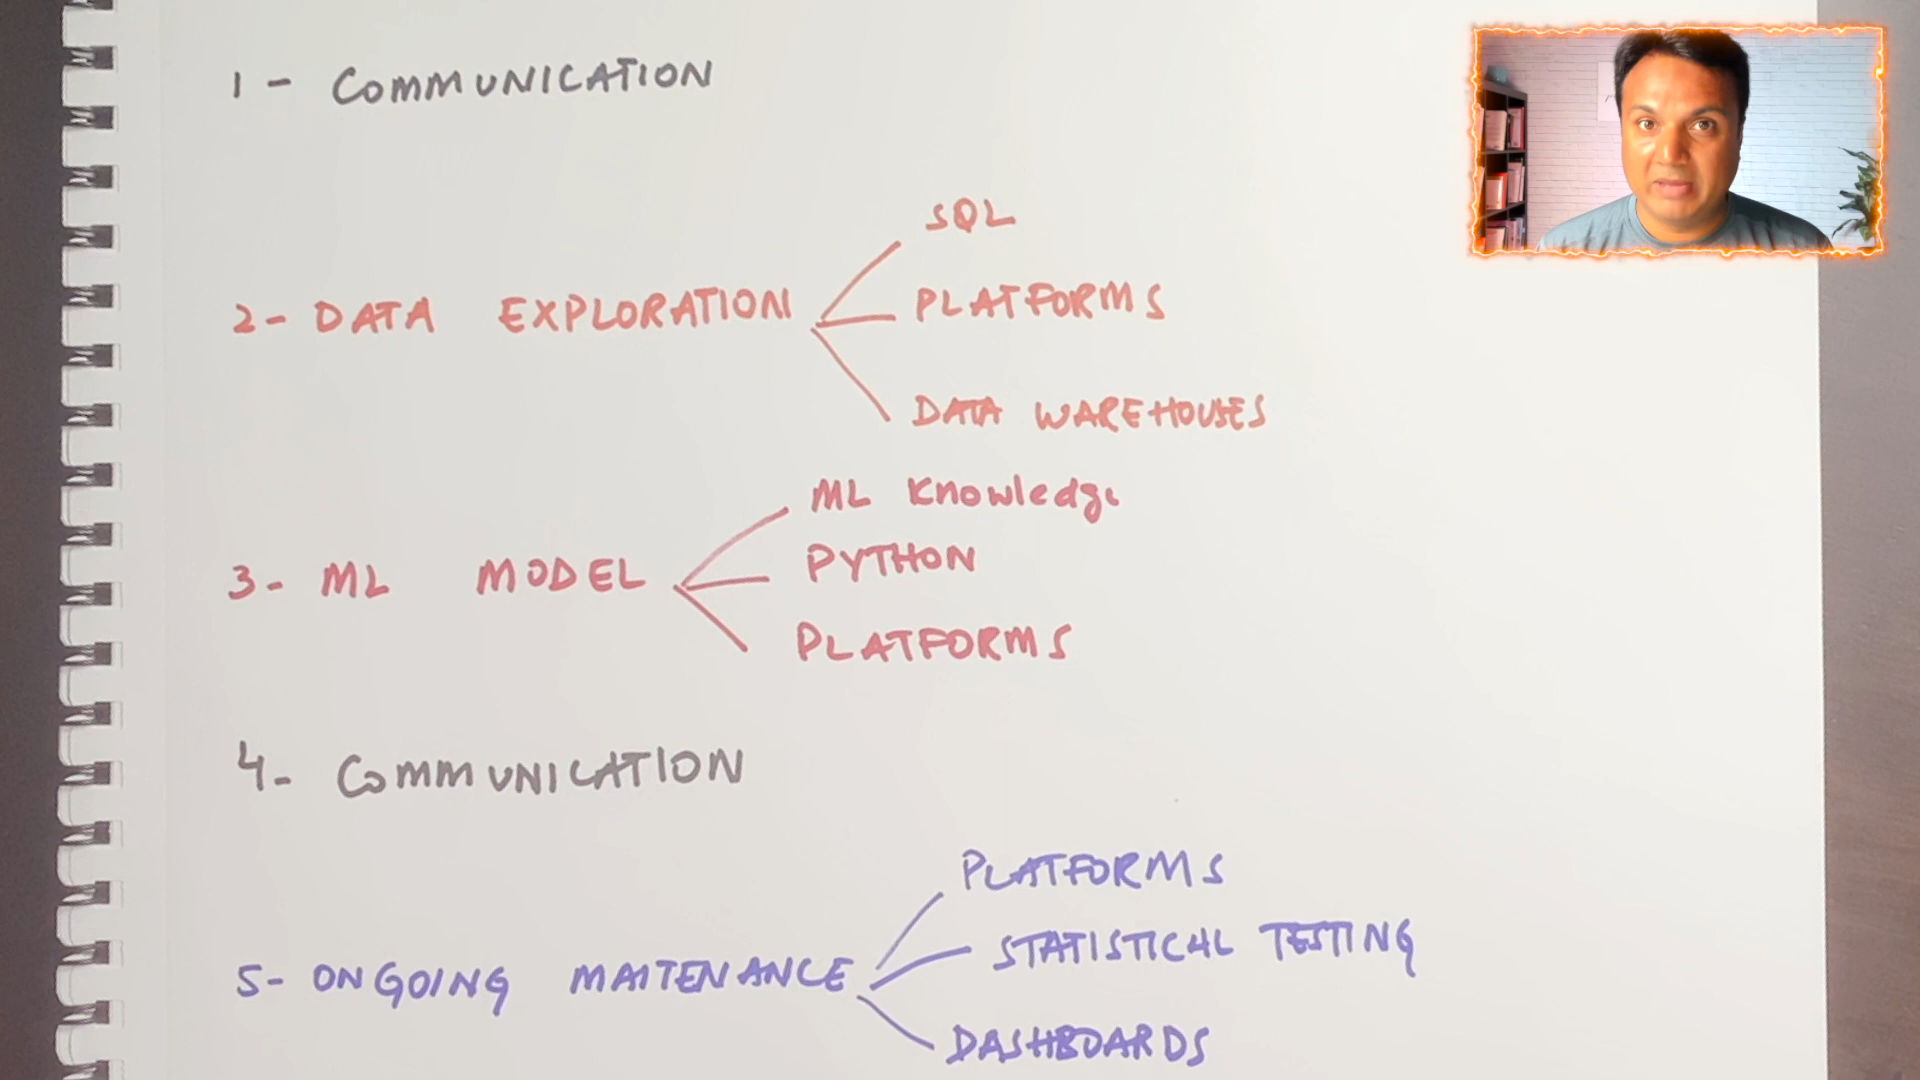 1 - COMMUNICATION
SQL
2- DATA EXPLORATION
PLATFORMS
DATA WAREHOUSES
ML Knowledge
PYTHON
3- ML MODEL
PLATFORMS
4- COMMUNICATION
PLATFORMS
STATISTICAL TESTING
5- ONGOING MAITENANCE
DASHBOARDS